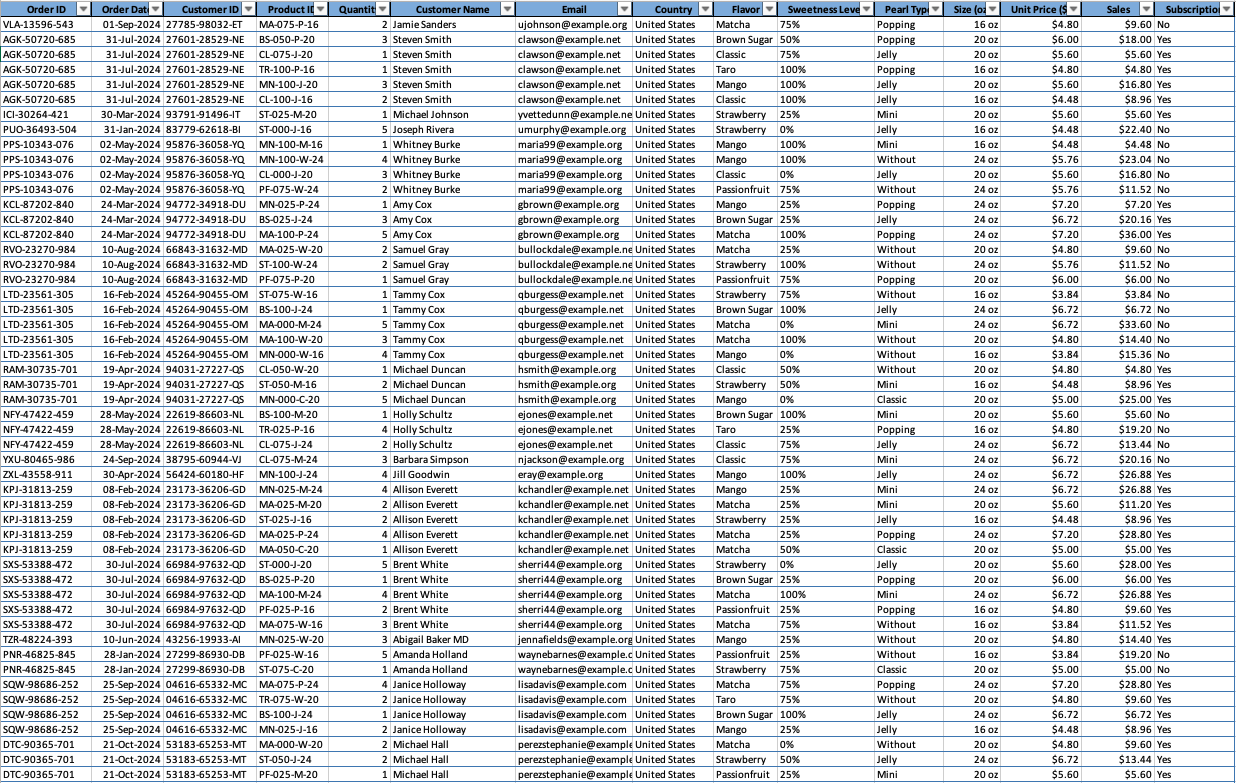 Order ID Order Dat Customer ID Product ID Quantit Customer Name Email Country Flavor Sweetness Leve Pearl Typ Size (oz Unit Price ($ Sales Subscriptio
VLA-13596-543 01-Sep-2024 27785-98032-ET MA-075-P-16 2 Jamie Sanders ujohnson@example.org United States Matcha 75% Popping 16 oz $4.80 $9.60 No
AGK-50720-685 31-Jul-2024 27601-28529-NE BS-050-P-20 3 Steven Smith clawson@example.net United States Brown Sugar 50% Popping 20 oz $6.00 $18.00 Yes
AGK-50720-685 31-Jul-2024 27601-28529-NE CL-075-J-20 1 Steven Smith clawson@example.net United States Classic 75% Jelly 20 oz $5.60 $5.60 Yes
AGK-50720-685 31-Jul-2024 27601-28529-NE TR-100-P-16 1 Steven Smith clawson@example.net United States Taro 100% Popping 16 oz $4.80 $4.80 Yes
AGK-50720-685 31-Jul-2024 27601-28529-NE MN-100-J-20 3 Steven Smith clawson@example.net United States Mango 100% Jelly 20 oz $5.60 $16.80 Yes
AGK-50720-685 31-Jul-2024 27601-28529-NE CL-100-J-16 2 Steven Smith clawson@example.net United States Classic 100% Jelly 16 oz $4.48 $8.96 Yes
ICI-30264-421 30-Mar-2024 93791-91496-IT ST-025-M-20 1 Michael Johnson yvettedunn@example.ne United States Strawberry 25% Mini 20 oz $5.60 $5.60 Yes
PUO-36493-504 31-Jan-2024 83779-62618-BI ST-000-J-16 5 Joseph Rivera umurphy@example.org United States Strawberry 0% Jelly 16 oz $4.48 $22.40 No
PPS-10343-076 02-May-2024 95876-36058-YQ MN-100-M-16 1 Whitney Burke maria99@example.org United States Mango 100% Mini 16 oz $4.48 $4.48 No
PPS-10343-076 02-May-2024 95876-36058-YQ MN-100-W-24 4 Whitney Burke maria99@example.org United States Mango 100% Without 24 oz $5.76 $23.04 No
PPS-10343-076 02-May-2024 95876-36058-YQ CL-000-J-20 3 Whitney Burke maria99@example.org United States Classic 0% Jelly 20 oz $5.60 $16.80 No
PPS-10343-076 02-May-2024 95876-36058-YQ PF-075-W-24 2 Whitney Burke maria99@example.org United States Passionfruit 75% Without 24 oz $5.76 $11.52 No
KCL-87202-840 24-Mar-2024 94772-34918-DU MN-025-P-24 1 Amy Cox gbrown@example.org United States Mango 25% Popping 24 oz $7.20 $7.20 Yes
KCL-87202-840 24-Mar-2024 94772-34918-DU BS-025-J-24 3 Amy Cox gbrown@example.org United States Brown Sugar 25% Jelly 24 oz $6.72 $20.16 Yes
KCL-87202-840 24-Mar-2024 94772-34918-DU MA-100-P-24 5 Amy Cox gbrown@example.org United States Matcha 100% Popping 24 oz $7.20 $36.00 Yes
RVO-23270-984 10-Aug-2024 66843-31632-MD MA-025-W-20 2 Samuel Gray bullockdale@example.ne United States Matcha 25% Without 20 oz $4.80 $9.60 No
RVO-23270-984 10-Aug-2024 66843-31632-MD ST-100-W-24 2 Samuel Gray bullockdale@example.ne United States Strawberry 100% Without 24 oz $5.76 $11.52 No
RVO-23270-984 10-Aug-2024 66843-31632-MD PF-075-P-20 1 Samuel Gray bullockdale@example.ne United States Passionfruit 75% Popping 20 oz $6.00 $6.00 No
LTD-23561-305 16-Feb-2024 45264-90455-OM ST-075-W-16 1 Tammy Cox qburgess@example.net United States Strawberry 75% Without 16 oz $3.84 $3.84 No
LTD-23561-305 16-Feb-2024 45264-90455-OM BS-100-J-24 1 Tammy Cox qburgess@example.net United States Brown Sugar 100% Jelly 24 oz $6.72 $6.72 No
LTD-23561-305 16-Feb-2024 45264-90455-OM MA-000-M-24 5 Tammy Cox qburgess@example.net United States Matcha 0% Mini 24 oz $6.72 $33.60 No
LTD-23561-305 16-Feb-2024 45264-90455-OM MA-100-W-20 3 Tammy Cox qburgess@example.net United States Matcha 100% Without 20 oz $4.80 $14.40 No
LTD-23561-305 16-Feb-2024 45264-90455-OM MN-000-W-16 4 Tammy Cox qburgess@example.net United States Mango 0% Without 16 oz $3.84 $15.36 No
RAM-30735-701 19-Apr-2024 94031-27227-QS CL-050-W-20 1 Michael Duncan hsmith@example.org United States Classic 50% Without 20 oz $4.80 $4.80 Yes
RAM-30735-701 19-Apr-2024 94031-27227-QS ST-050-M-16 2 Michael Duncan hsmith@example.org United States Strawberry 50% Mini 16 oz $4.48 $8.96 Yes
RAM-30735-701 19-Apr-2024 94031-27227-QS MN-000-C-20 5 Michael Duncan hsmith@example.org United States Mango 0% Classic 20 oz $5.00 $25.00 Yes
NFY-47422-459 28-May-2024 22619-86603-NL BS-100-M-20 1 Holly Schultz ejones@example.net United States Brown Sugar 100% Mini 20 oz $5.60 $5.60 No
NFY-47422-459 28-May-2024 22619-86603-NL TR-025-P-16 4 Holly Schultz ejones@example.net United States Taro 25% Popping 16 oz $4.80 $19.20 No
NFY-47422-459 28-May-2024 22619-86603-NL CL-075-J-24 2 Holly Schultz ejones@example.net United States Classic 75% Jelly 24 oz $6.72 $13.44 No
YXU-80465-986 24-Sep-2024 38795-60944-VJ CL-075-M-24 3 Barbara Simpson njackson@example.org United States Classic 75% Mini 24 oz $6.72 $20.16 No
ZXL-43558-911 30-Apr-2024 56424-60180-HF MN-100-J-24 4 Jill Goodwin eray@example.org United States Mango 100% Jelly 24 oz $6.72 $26.88 Yes
KPJ-31813-259 08-Feb-2024 23173-36206-GD MN-025-M-24 4 Allison Everett kchandler@example.net United States Mango 25% Mini 24 oz $6.72 $26.88 Yes
KPJ-31813-259 08-Feb-2024 23173-36206-GD MA-025-M-20 2 Allison Everett kchandler@example.net United States Matcha 25% Mini 20 oz $5.60 $11.20 Yes
KPJ-31813-259 08-Feb-2024 23173-36206-GD ST-025-J-16 2 Allison Everett kchandler@example.net United States Strawberry 25% Jelly 16 oz $4.48 $8.96 Yes
KPJ-31813-259 08-Feb-2024 23173-36206-GD MA-025-P-24 4 Allison Everett kchandler@example.net United States Matcha 25% Popping 24 oz $7.20 $28.80 Yes
KPJ-31813-259 08-Feb-2024 23173-36206-GD MA-050-C-20 1 Allison Everett kchandler@example.net United States Matcha 50% Classic 20 oz $5.00 $5.00 Yes
SXS-53388-472 30-Jul-2024 66984-97632-QD ST-000-J-20 5 Brent White sherri44@example.org United States Strawberry 0% Jelly 20 oz $5.60 $28.00 Yes
SXS-53388-472 30-Jul-2024 66984-97632-QD BS-025-P-20 1 Brent White sherri44@example.org United States Brown Sugar 25% Popping 20 oz $6.00 $6.00 Yes
SXS-53388-472 30-Jul-2024 66984-97632-QD MA-100-M-24 4 Brent White sherri44@example.org United States Matcha 100% Mini 24 oz $6.72 $26.88 Yes
SXS-53388-472 30-Jul-2024 66984-97632-QD PF-025-P-16 2 Brent White sherri44@example.org United States Passionfruit 25% Popping 16 oz $4.80 $9.60 Yes
SXS-53388-472 30-Jul-2024 66984-97632-QD MA-075-W-16 3 Brent White sherri44@example.org United States Matcha 75% Without 16 oz $3.84 $11.52 Yes
TZR-48224-393 10-Jun-2024 43256-19933-AI MN-025-W-20 3 Abigail Baker MD jennafields@example.org United States Mango 25% Without 20 oz $4.80 $14.40 Yes
PNR-46825-845 28-Jan-2024 27299-86930-DB PF-025-W-16 5 Amanda Holland waynebarnes@example.c United States Passionfruit 25% Without 16 oz $3.84 $19.20 No
PNR-46825-845 28-Jan-2024 27299-86930-DB ST-075-C-20 1 Amanda Holland waynebarnes@example.c United States Strawberry 75% Classic 20 oz $5.00 $5.00 No
SQW-98686-252 25-Sep-2024 04616-65332-MC MA-075-P-24 4 Janice Holloway lisadavis@example.com United States Matcha 75% Popping 24 oz $7.20 $28.80 Yes
SQW-98686-252 25-Sep-2024 04616-65332-MC TR-075-W-20 2 Janice Holloway lisadavis@example.com United States Taro 75% Without 20 oz $4.80 $9.60 Yes
SQW-98686-252 25-Sep-2024 04616-65332-MC BS-100-J-24 1 Janice Holloway lisadavis@example.com United States Brown Sugar 100% Jelly 24 oz $6.72 $6.72 Yes
SQW-98686-252 25-Sep-2024 04616-65332-MC MN-025-J-16 2 Janice Holloway lisadavis@example.com United States Mango 25% Jelly 16 oz $4.48 $8.96 Yes
DTC-90365-701 21-Oct-2024 53183-65253-MT MA-000-W-20 2 Michael Hall perezstephanie@example United States Matcha 0% Without 20 oz $4.80 $9.60 Yes
DTC-90365-701 21-Oct-2024 53183-65253-MT ST-050-J-24 2 Michael Hall perezstephanie@example United States Strawberry 50% Jelly 24 oz $6.72 $13.44 Yes
DTC-90365-701 21-Oct-2024 53183-65253-MT PF-025-M-20 1 Michael Hall perezstephanie@example United States Passionfruit 25% Mini 20 oz $5.60 $5.60 Yes